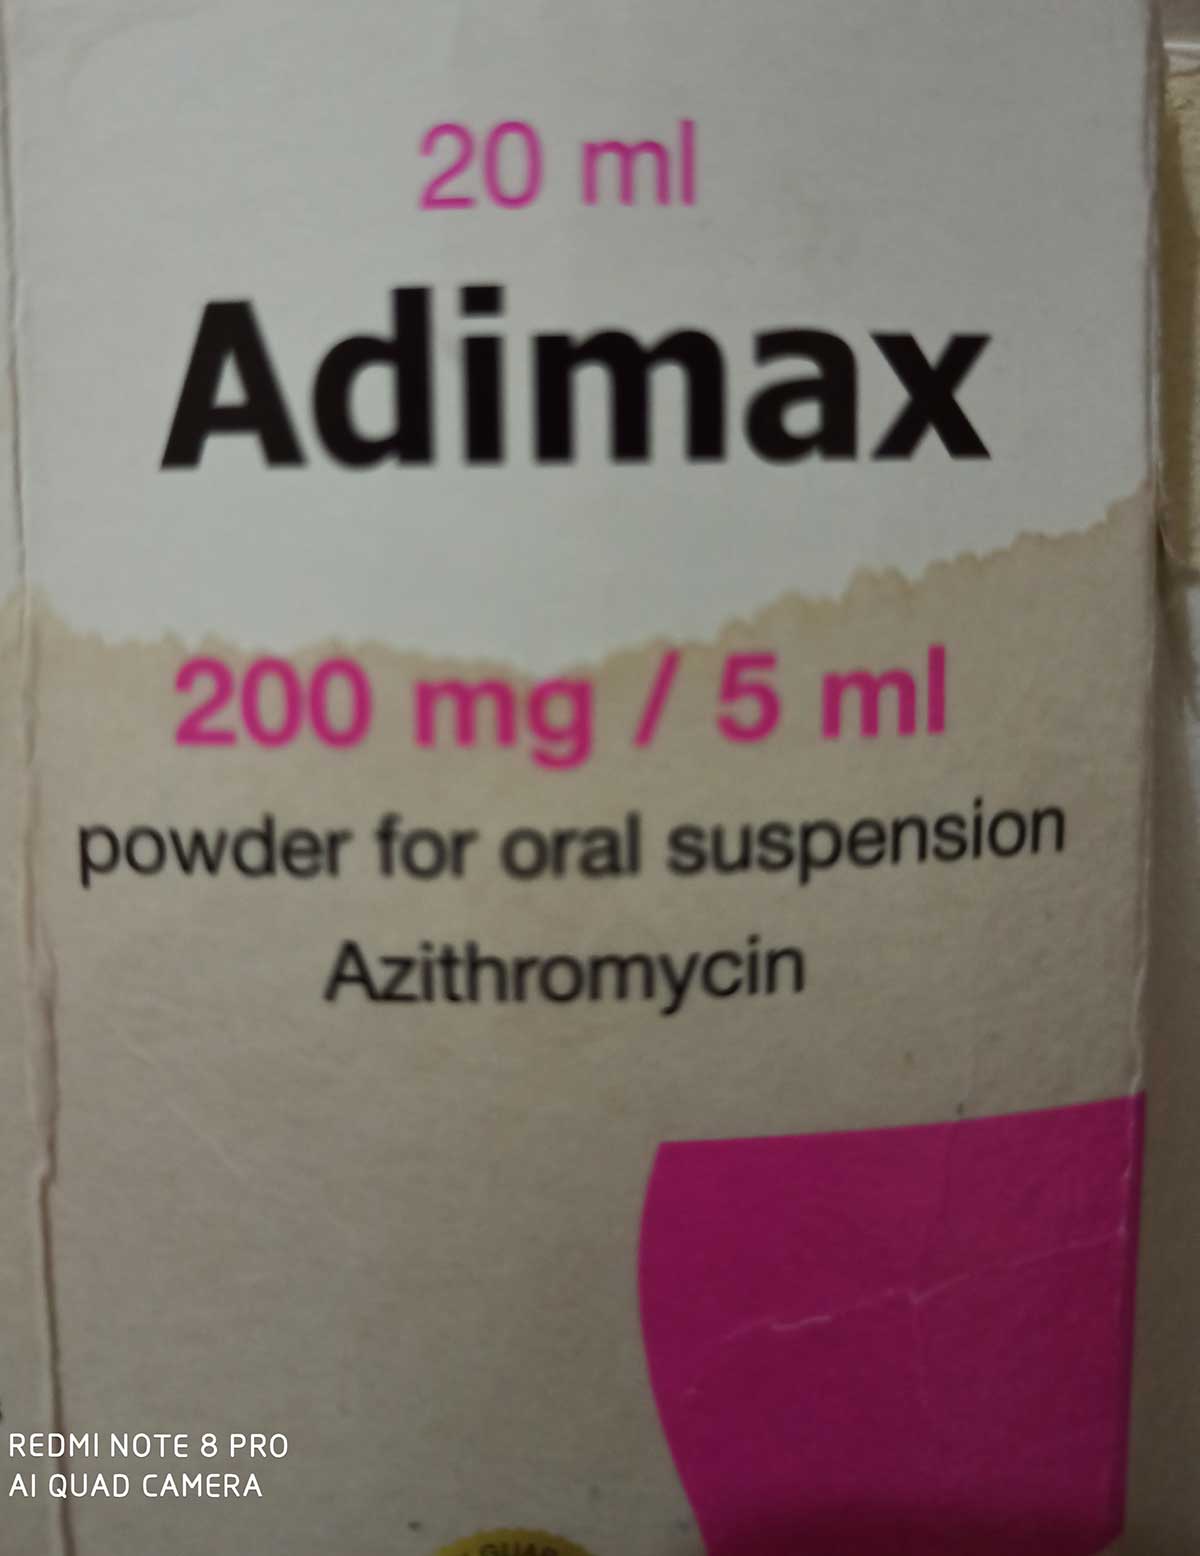 20 ml
Adimax
200 mg / 5 ml
powder for oral suspension
Azithromycin
REDMI NOTE 8 PRO
AI QUAD CAMERA